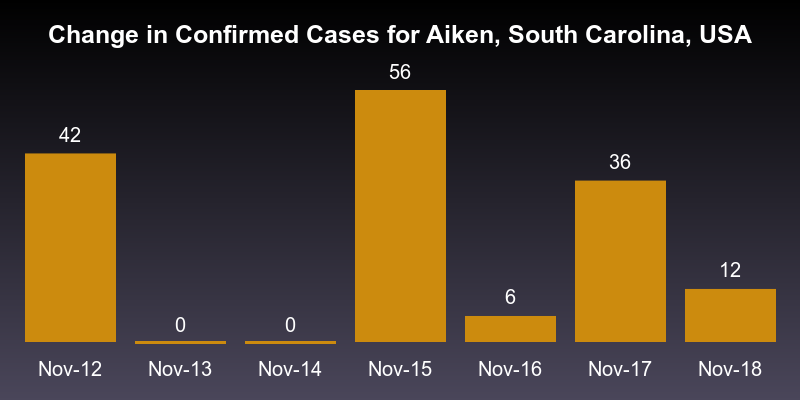 Change in Confirmed Cases for Aiken, South Carolina, USA
42
0
0
56
6
36
12
Nov-12
Nov-13
Nov-14
Nov-15
Nov-16
Nov-17
Nov-18